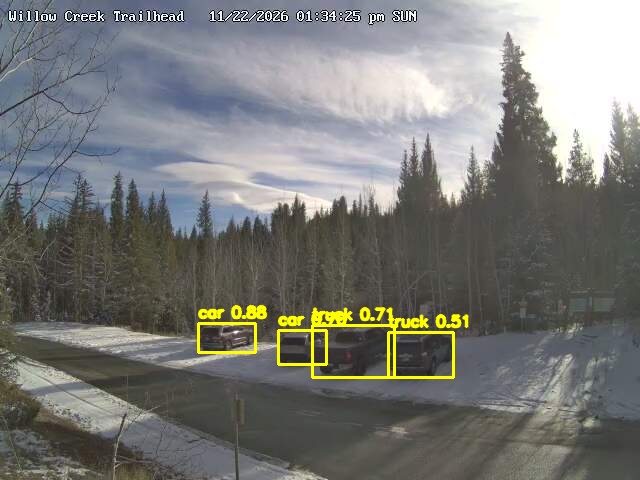 Willow Creek Trailhead 11/22/2026 01:34:25 pm SUN
car 0.88
car
truck 0.71
truck 0.51